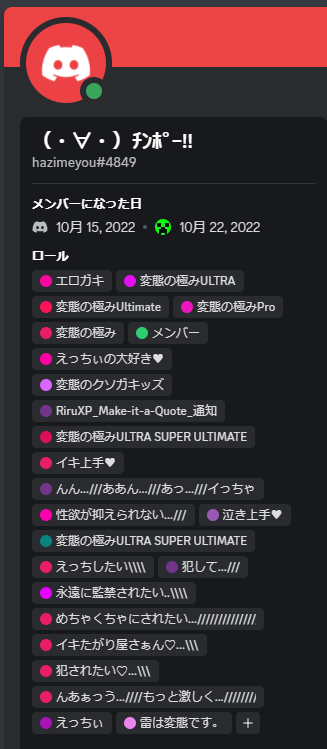 （・∀・）ﾁﾝﾎﾟｰ!!
hazimeyou#4849
メンバーになった日
10月 15, 2022 • 10月 22, 2022
ロール
エロガキ 変態の極みULTRA
変態の極みUltimate 変態の極みPro
変態の極み メンバー
えっちぃの大好き♥
変態のクソガキッズ
RiruXP_Make-it-a-Quote_通知
変態の極みULTRA SUPER ULTIMATE
イキ上手♥
んん...///ああん...///あっ...///イっちゃ
性欲が抑えられない.../// 泣き上手♥
変態の極みULTRA SUPER ULTIMATE
えっちしたい\\\\ 犯して...///
永遠に監禁されたい..\\\\
めちゃくちゃにされたい...//////////////
イキたがり屋さぁん♡...\\\
犯されたい♡...\\\
んあぁっう...////もっと激しく...////////
えっちぃ 雷は変態です。 +